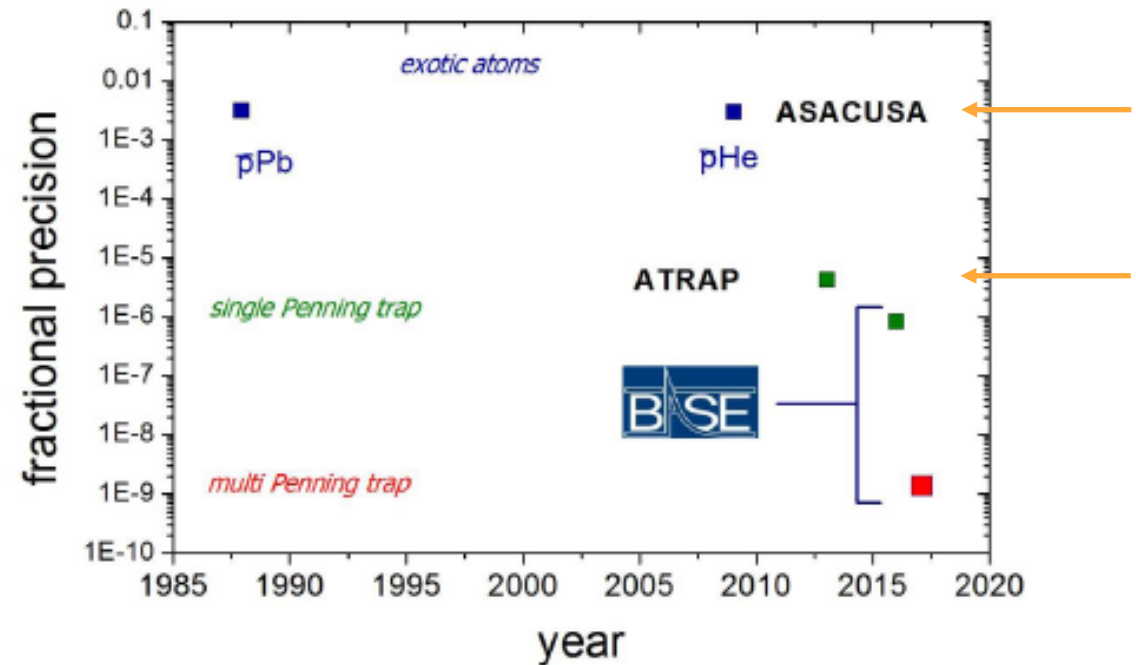 fractional precision
0.1
0.01
1E-3
1E-4
1E-5
1E-6
1E-7
1E-8
1E-9
1E-10
exotic atoms
ASACUSA
p̅Pb
p̅He
ATRAP
single Penning trap
BASE
multi Penning trap
1985 1990 1995 2000 2005 2010 2015 2020
year